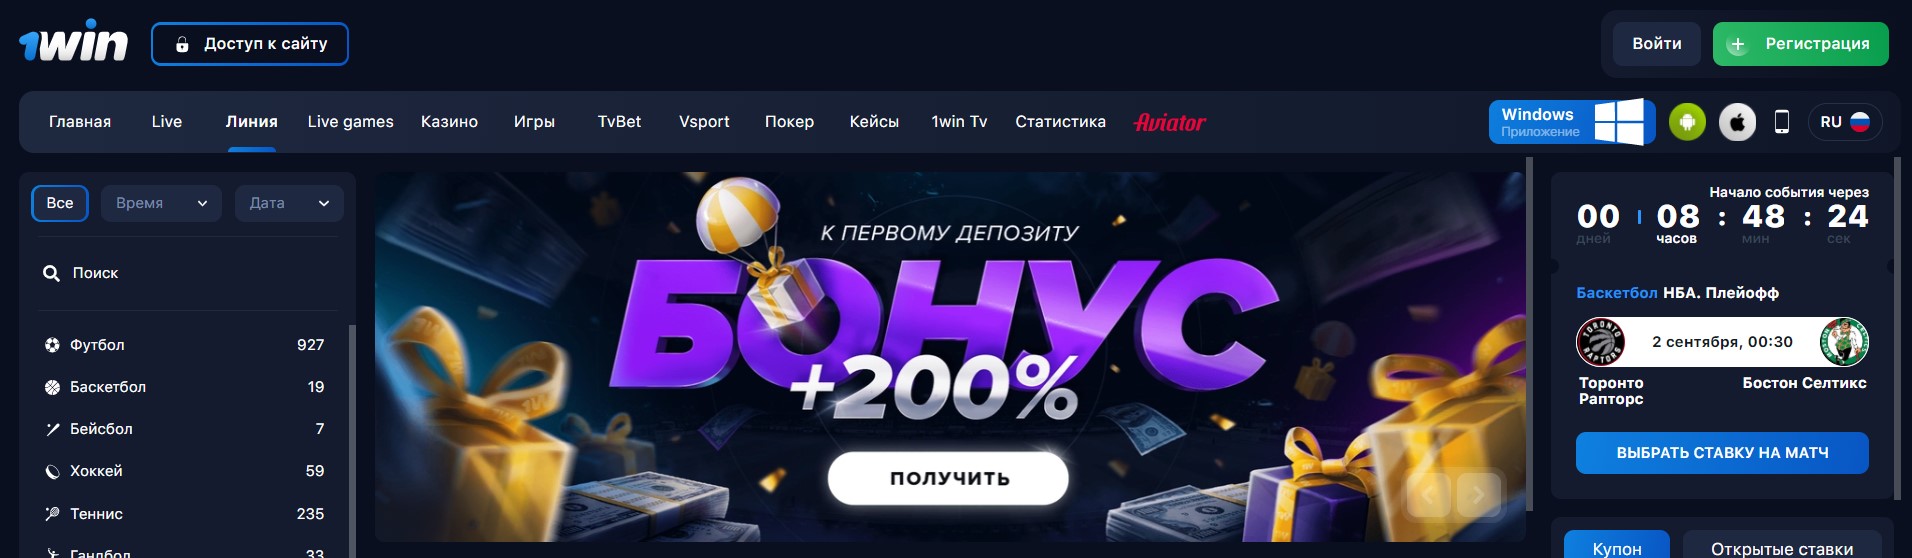 1win
Доступ к сайту
Войти
Регистрация
Главная
Live
Линия
Live games
Казино
Игры
TvBet
Vsport
Покер
Кейсы
1win Tv
Статистика
Aviator
Windows
Приложение
RU
Все
Время
Дата
Поиск
Футбол 927
Баскетбол 19
Бейсбол 7
Хоккей 59
Теннис 235
Гандбол 33
К ПЕРВОМУ ДЕПОЗИТУ
БОНУС
+200%
ПОЛУЧИТЬ
Начало события через
00 08 : 48 : 24
дней часов мин сек
Баскетбол НБА. Плейофф
2 сентября, 00:30
Торонто
Рапторс
Бостон Селтикс
ВЫБРАТЬ СТАВКУ НА МАТЧ
Купон
Открытые ставки